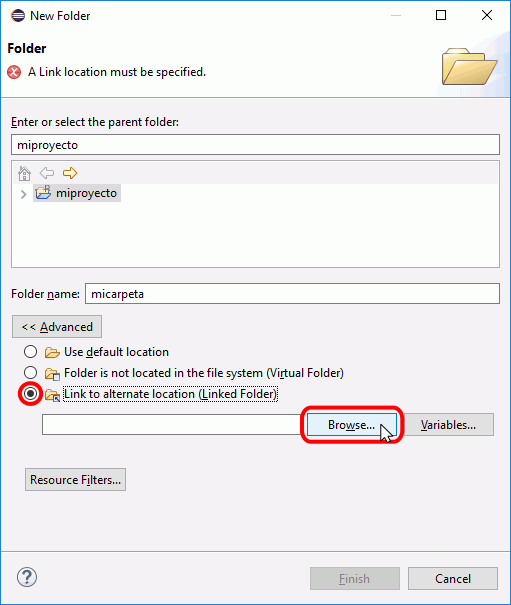 New Folder
Folder
A Link location must be specified.
Enter or select the parent folder:
miproyecto
miproyecto
Folder name: micarpeta
<< Advanced
Use default location
Folder is not located in the file system (Virtual Folder)
Link to alternate location (Linked Folder)
Browse... Variables...
Resource Filters...
? Finish Cancel